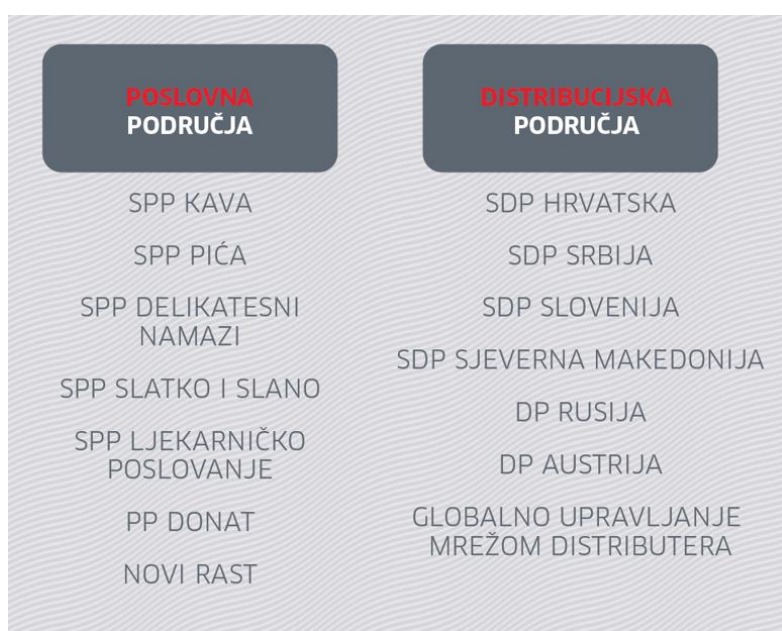 POSLOVNA
PODRUČJA
SPP KAVA
SPP PIĆA
SPP DELIKATESNI
NAMAZI
SPP SLATKO I SLANO
SPP LJEKARNIČKO
POSLOVANJE
PP DONAT
NOVI RAST
DISTRIBUCIJSKA
PODRUČJA
SDP HRVATSKA
SDP SRBIJA
SDP SLOVENIJA
SDP SJEVERNA MAKEDONIJA
DP RUSIJA
DP AUSTRIJA
GLOBALNO UPRAVLJANJE
MREŽOM DISTRIBUTERA